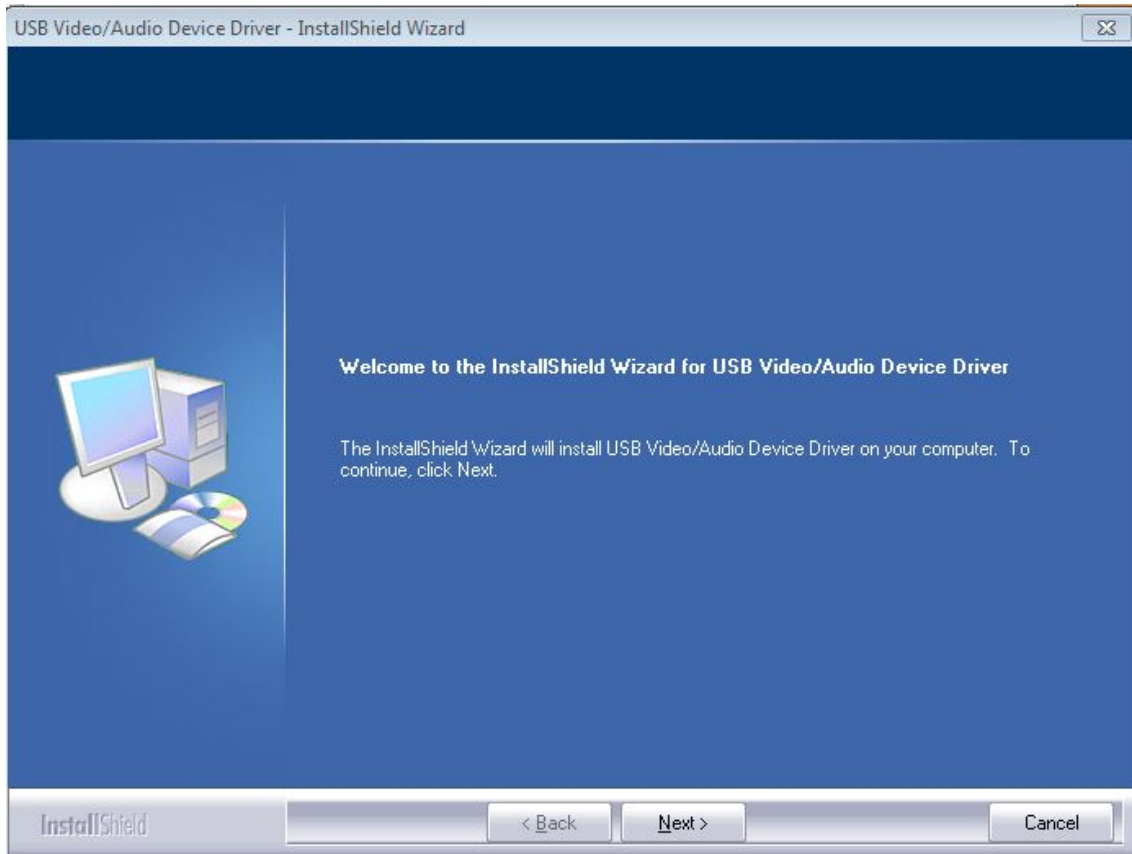 USB Video/Audio Device Driver - InstallShield Wizard
Welcome to the InstallShield Wizard for USB Video/Audio Device Driver
The InstallShield Wizard will install USB Video/Audio Device Driver on your computer. To
continue, click Next.
InstallShield
< Back
Next >
Cancel